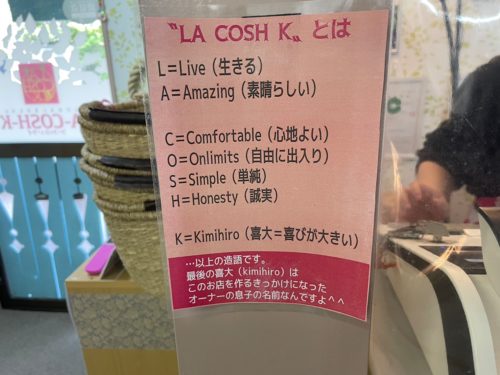 〝LA COSH K〟とは
L=Live（生きる）
A=Amazing（素晴らしい）
C=Comfortable（心地よい）
O=Onlimits（自由に出入り）
S=Simple（単純）
H=Honesty（誠実）
K=Kimihiro（喜大=喜びが大きい）
…以上の造語です。
最後の喜大（kimihiro）は
このお店を作るきっかけになった
オーナーの息子の名前なんですよ^^
A-COSH-K